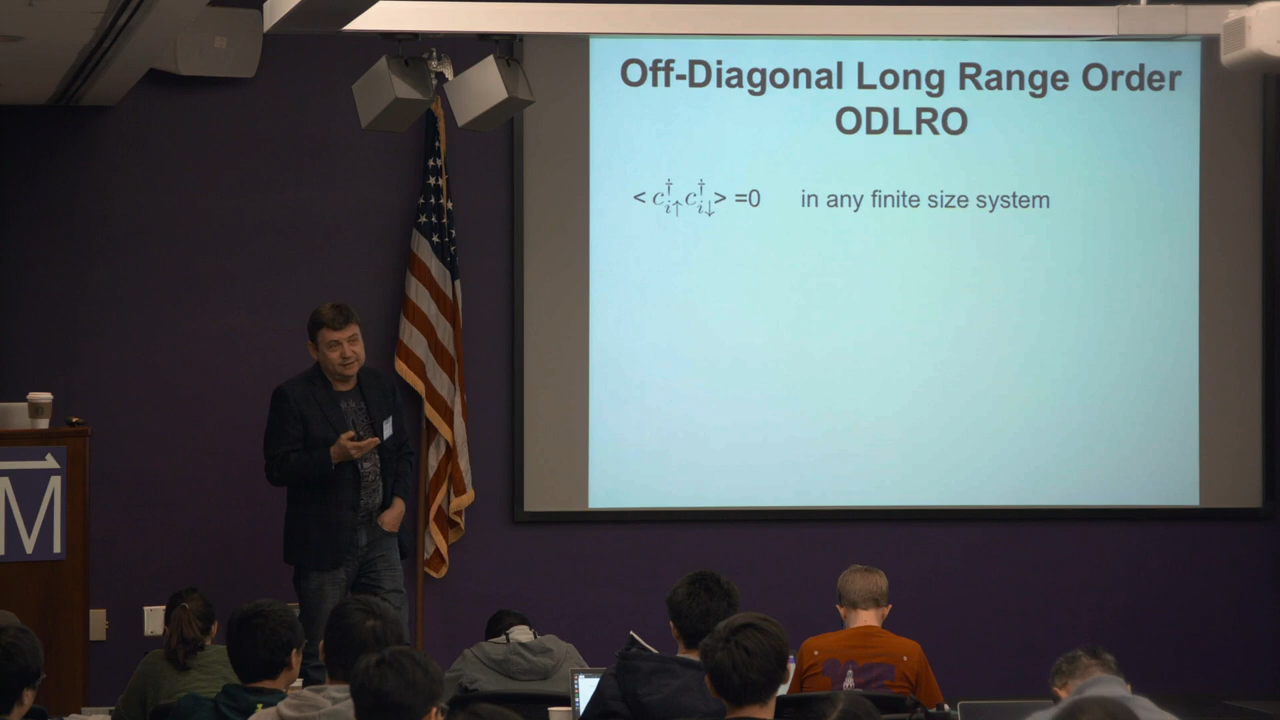 Off-Diagonal Long Range Order
ODLRO
< c†i↑ c†i↓ > =0 in any finite size system
M